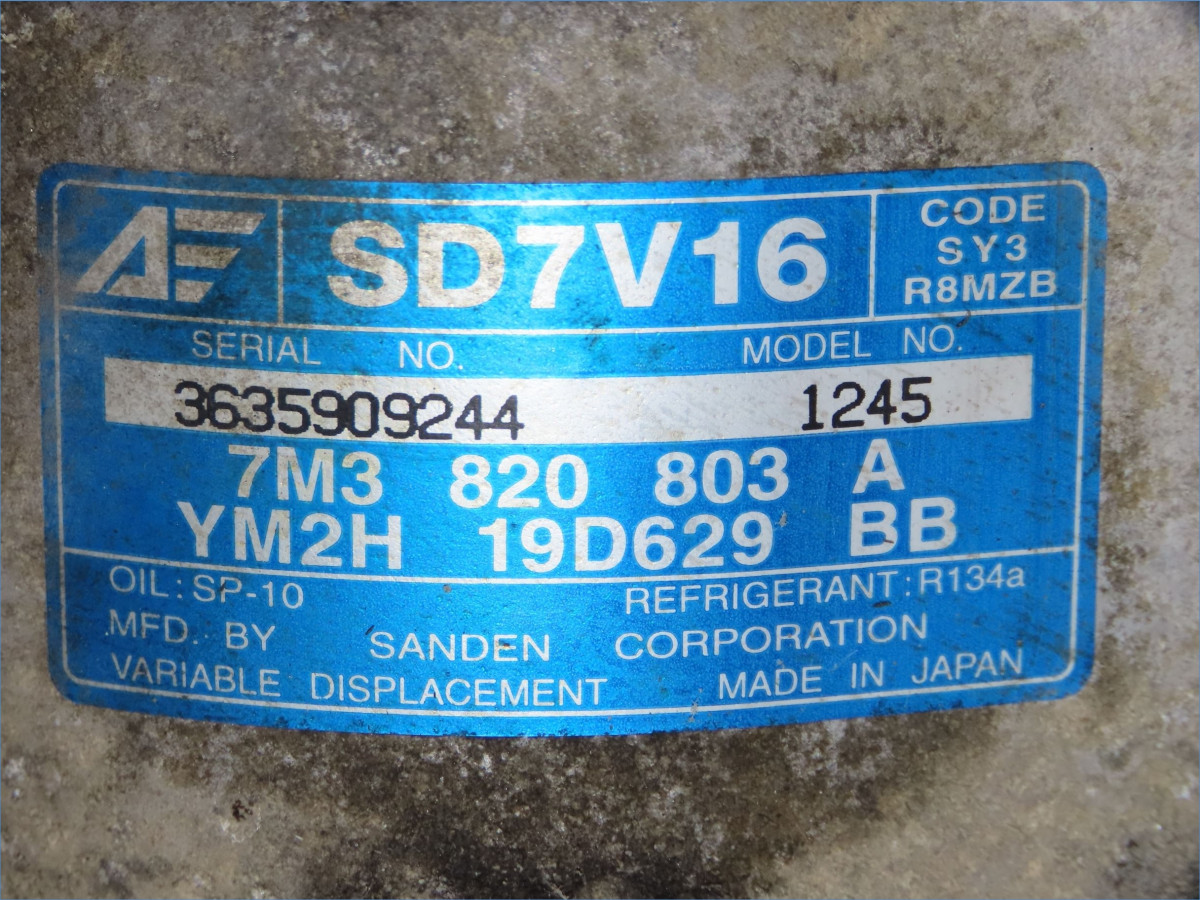 AE SD7V16 CODE
SY3
R8MZB
SERIAL NO. MODEL NO.
3635909244 1245
7M3 820 803 A
YM2H 19D629 BB
OIL:SP-10 REFRIGERANT:R134a
MFD. BY SANDEN CORPORATION
VARIABLE DISPLACEMENT MADE IN JAPAN